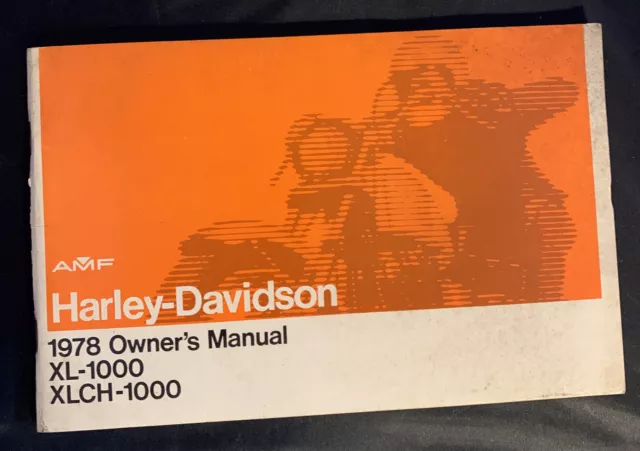 AMF
Harley-Davidson
1978 Owner's Manual
XL-1000
XLCH-1000